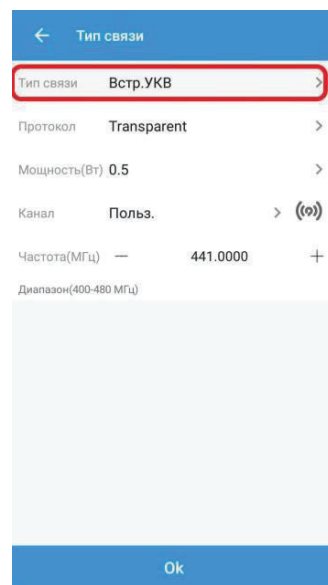 ← Тип связи
Тип связи Встр.УКВ >
Протокол Transparent >
Мощность(Вт) 0.5 >
Канал Польз. >
Частота(МГц) — 441.0000 +
Диапазон(400-480 МГц)
Ok